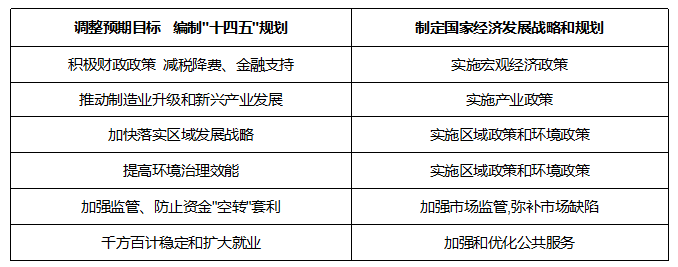 调整预期目标 编制"十四五"规划 制定国家经济发展战略和规划
积极财政政策 减税降费、金融支持 实施宏观经济政策
推动制造业升级和新兴产业发展 实施产业政策
加快落实区域发展战略 实施区域政策和环境政策
提高环境治理效能 实施区域政策和环境政策
加强监管、防止资金"空转"套利 加强市场监管,弥补市场缺陷
千方百计稳定和扩大就业 加强和优化公共服务